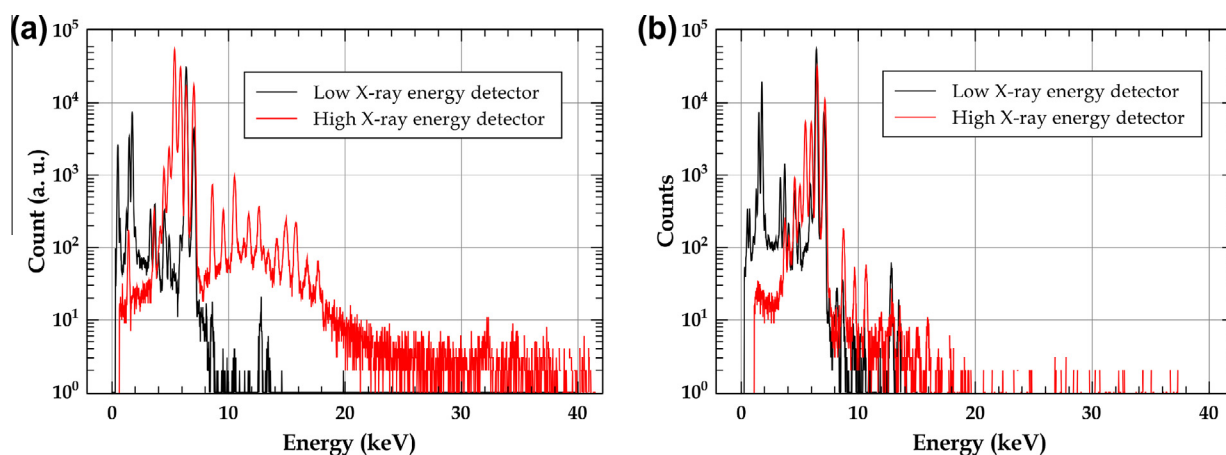 (a)
10^5
10^4
10^3
10^2
10^1
10^0
Count (a. u.)
Low X-ray energy detector
High X-ray energy detector
0 10 20 30 40
Energy (keV)
(b)
10^5
10^4
10^3
10^2
10^1
10^0
Counts
Low X-ray energy detector
High X-ray energy detector
0 10 20 30 40
Energy (keV)